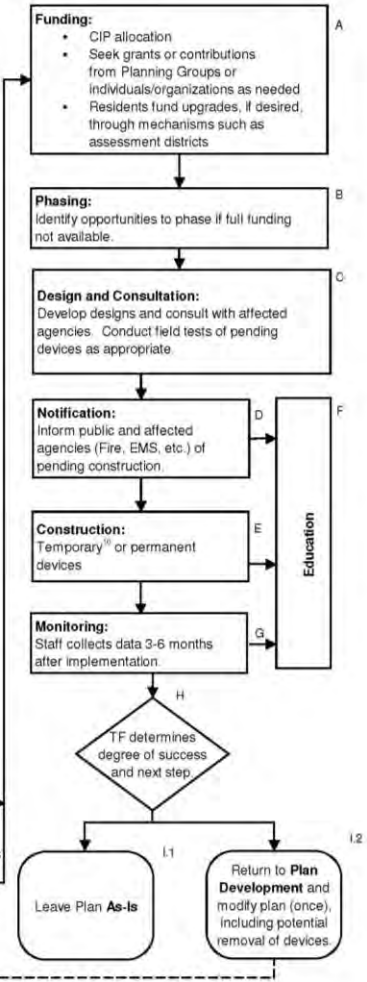 Funding:
A
• CIP allocation
• Seek grants or contributions
from Planning Groups or
individuals/organizations as needed
• Residents fund upgrades, if desired,
through mechanisms such as
assessment districts
Phasing:
B
Identify opportunities to phase if full funding
not available.
C
Design and Consultation:
Develop designs and consult with affected
agencies. Conduct field tests of pending
devices as appropriate
Notification:
D
F
Inform public and affected
agencies (Fire, EMS, etc.) of
pending construction.
Construction:
E
Temporary¹⁰ or permanent
devices
Education
Monitoring:
G
Staff collects data 3-6 months
after implementation.
H
TF determines
degree of success
and next step.
I.1
I.2
Leave Plan As-Is
Return to Plan
Development and
modify plan (once),
including potential
removal of devices.